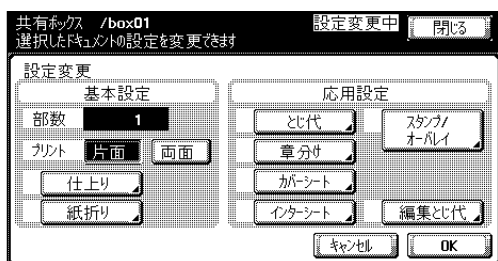 共有ボックス /box01 設定変更中 閉じる
選択したドキュメントの設定を変更できます
設定変更
基本設定 応用設定
部数 1 とじ代 スタンプ/
オーバレイ
プリント 片面 両面 章分け
仕上り カバーシート
紙折り インターシート 編集とじ代
キャンセル OK